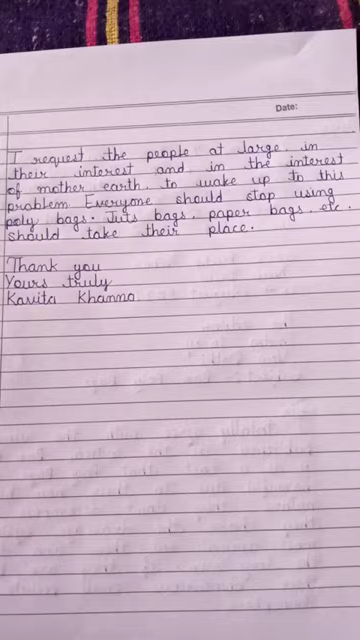 Date:
I request the people at large, in
their interest and in the interest
of mother earth, to wake up to this
problem Everyone should stop using
poly bags. Juts bags, paper bags, etc.
should take their place.
Thank you
Yours truly
Kavita Khanna